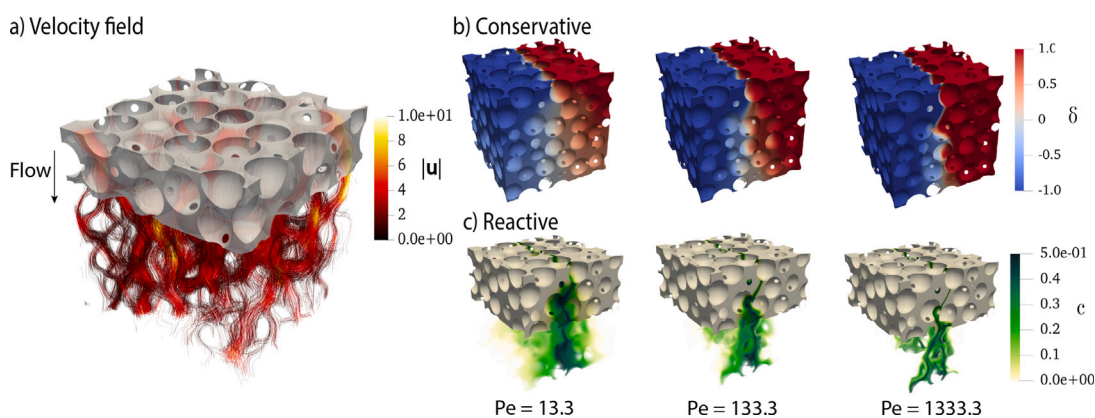 a) Velocity field
b) Conservative
Flow
1.0e+01
8
6
4
2
0.0e+00
|u|
1.0
0.5
0
-0.5
-1.0
δ
c) Reactive
5.0e-01
0.4
0.3
0.2
0.1
0.0e+00
c
Pe = 13.3
Pe = 133.3
Pe = 1333.3